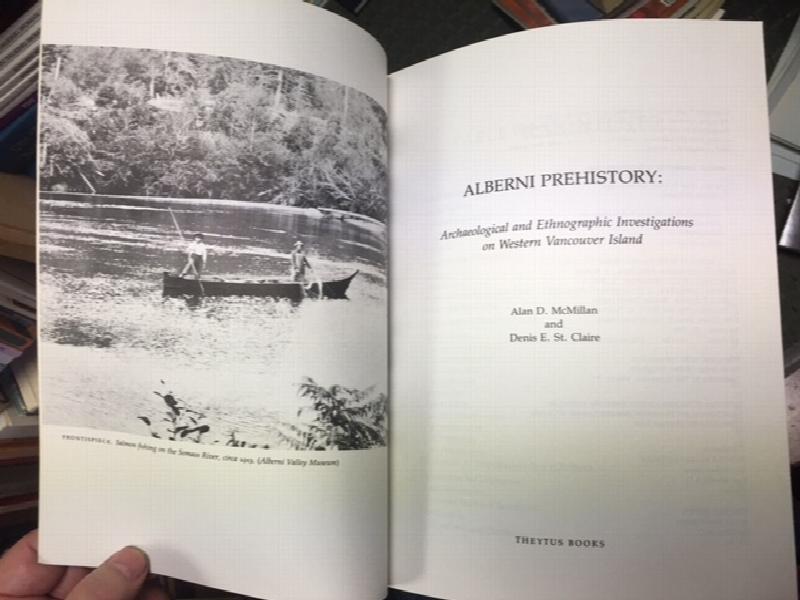 FRONTISPIECE. Salmon fishing on the Somass River, circa (Alberni Valley Museum)
ALBERNI PREHISTORY:
Archaeological and Ethnographic Investigations
on Western Vancouver Island
Alan D. McMillan
and
Denis E. St. Claire
THEYTUS BOOKS